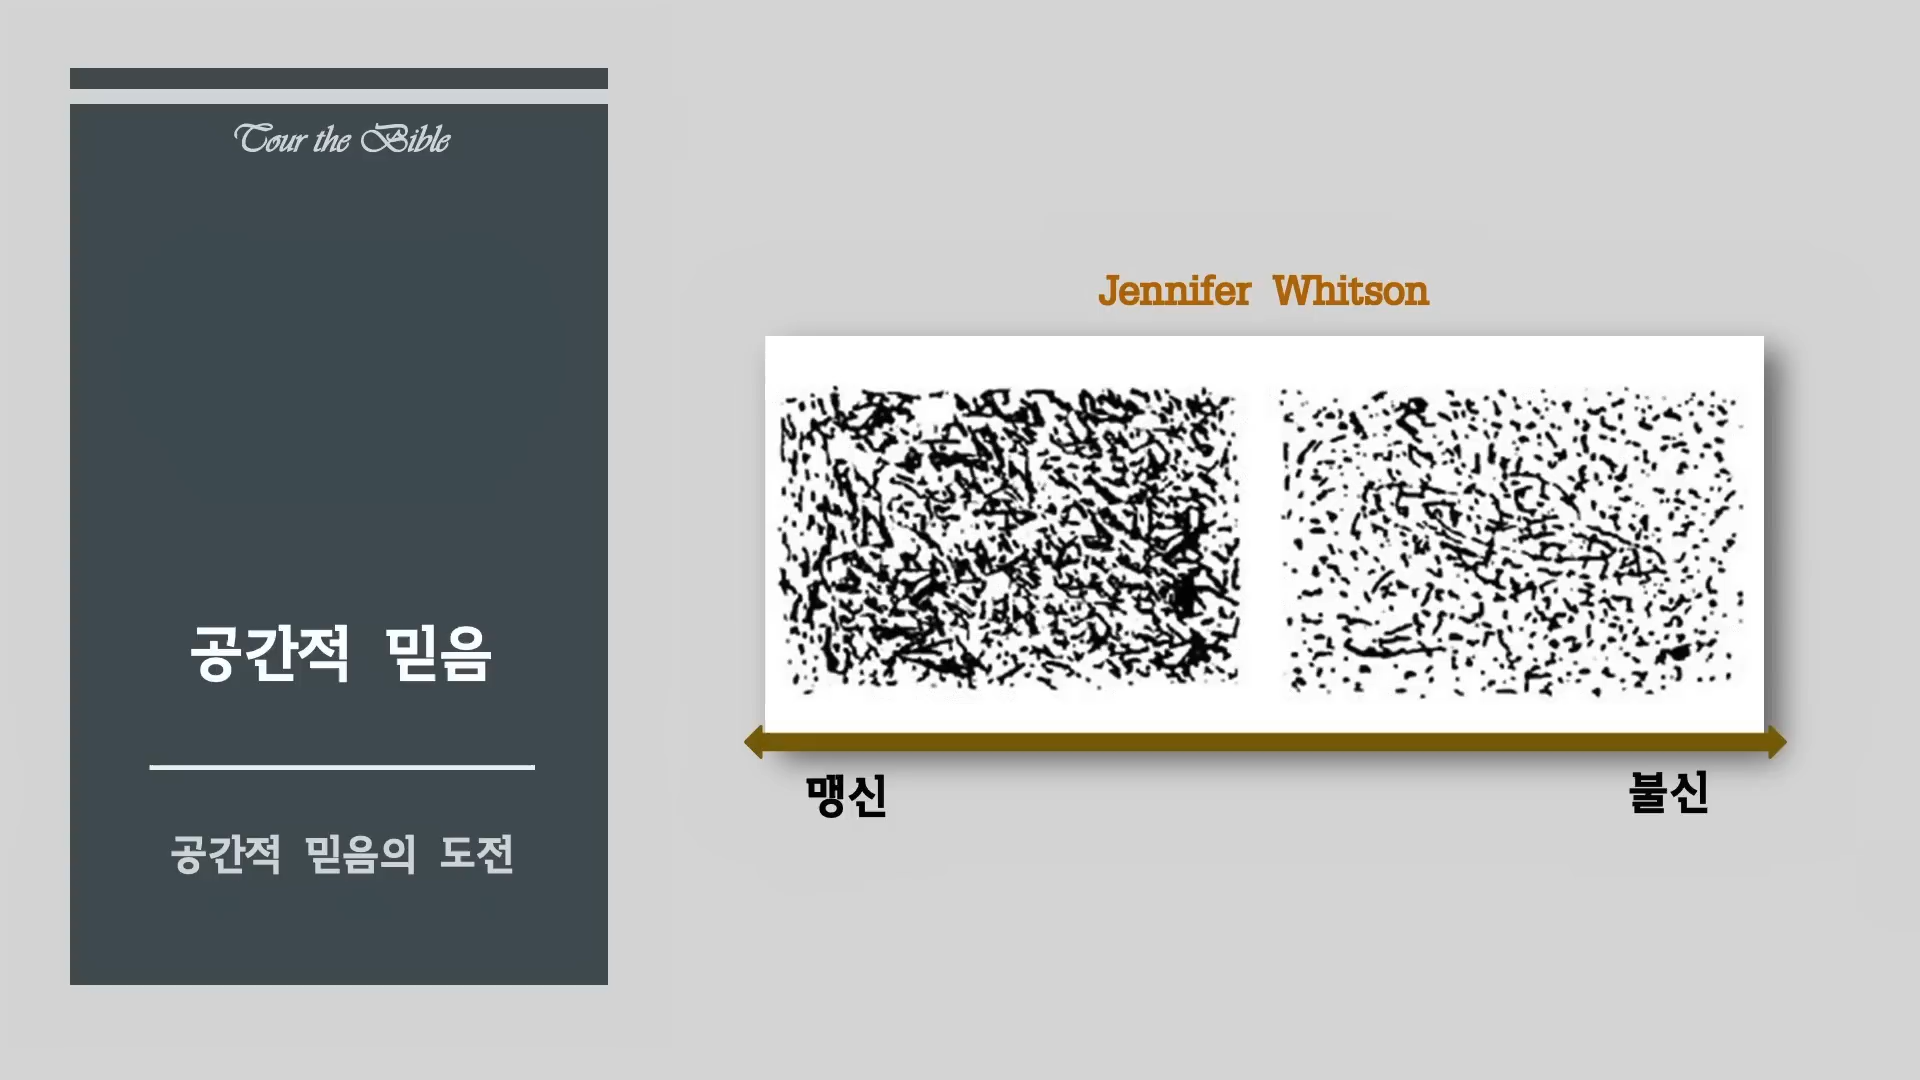 Tour the Bible
공간적 믿음
공간적 믿음의 도전
Jennifer Whitson
맹신
불신